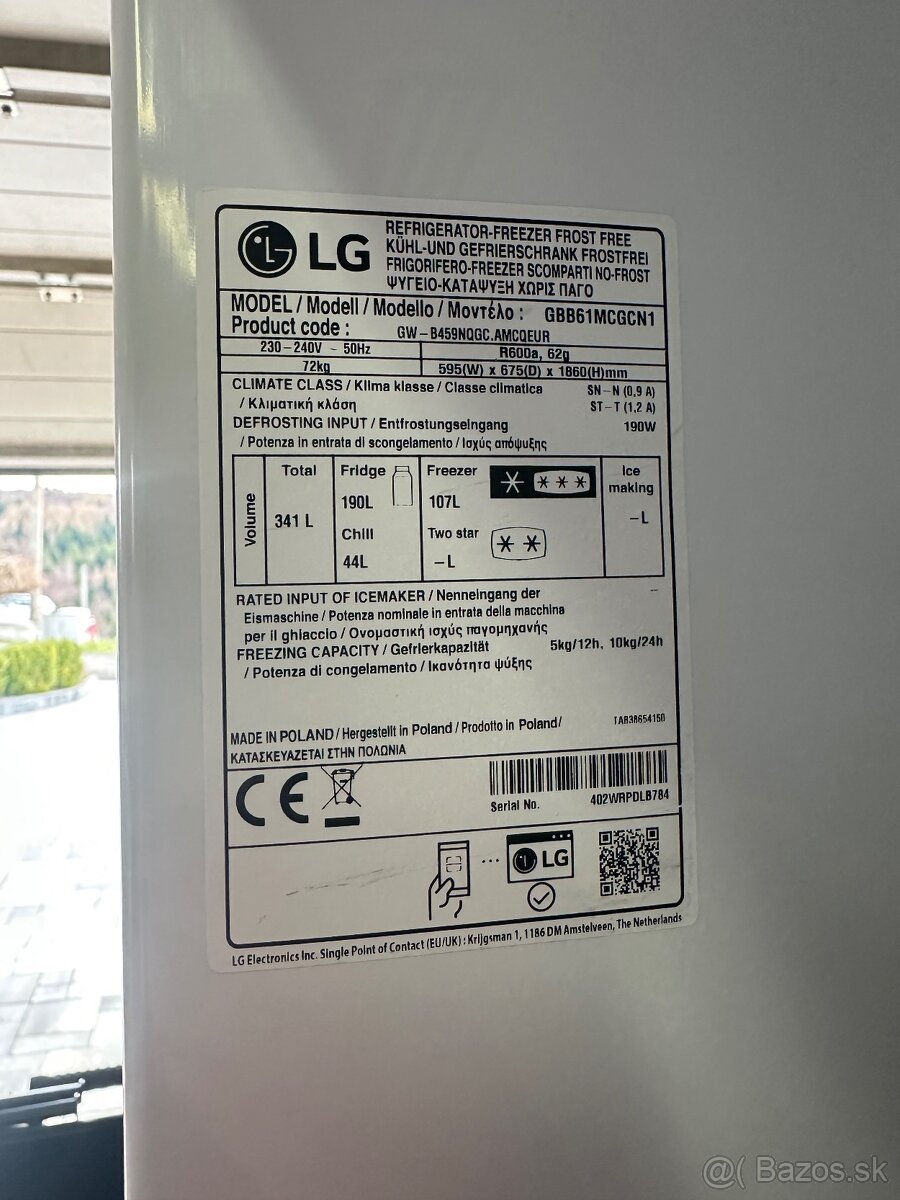 LG
REFRIGERATOR-FREEZER FROST FREE
KÜHL-UND GEFRIERSCHRANK FROSTFREI
FRIGORIFERO-FREEZER SCOMPARTI NO-FROST
ΨΥΓΕΙΟ-ΚΑΤΑΨΥΞΗ ΧΩΡΙΣ ΠΑΓΟ
MODEL / Modell / Modello / Μοντέλο : GBB61MCGCN1
Product code : GW-B459NQGC.AMCQEUR
230-240V ~ 50Hz R600a, 62g
72kg 595(W) x 675(D) x 1860(H)mm
CLIMATE CLASS / Klima klasse / Classe climatica SN-N (0,9 A)
/ Κλιματική κλάση ST-T (1,2 A)
DEFROSTING INPUT / Entfrostungseingang 190W
/ Potenza in entrata di scongelamento / Ισχύς απόψυξης
Volume
Total
341 L
Fridge
190L
Chill
44L
Freezer
107L
Two star
-L
Ice
making
-L
RATED INPUT OF ICEMAKER / Nenneingang der -
Eismaschine / Potenza nominale in entrata della macchina
per il ghiaccio / Ονομαστική ισχύς παγομηχανής
FREEZING CAPACITY / Gefrierkapazität 5kg/12h, 10kg/24h
/ Potenza di congelamento / Ικανότητα ψύξης
MADE IN POLAND / Hergestellt in Poland / Prodotto in Poland/
ΚΑΤΑΣΚΕΥΑΖΕΤΑΙ ΣΤΗΝ ΠΟΛΩΝΙΑ
CE
Serial No. 402WRPDLB784
LG
LG Electronics Inc. Single Point of Contact (EU/UK) : Krijgsman 1, 1186 DM Amstelveen, The Netherlands
@( Bazos.sk